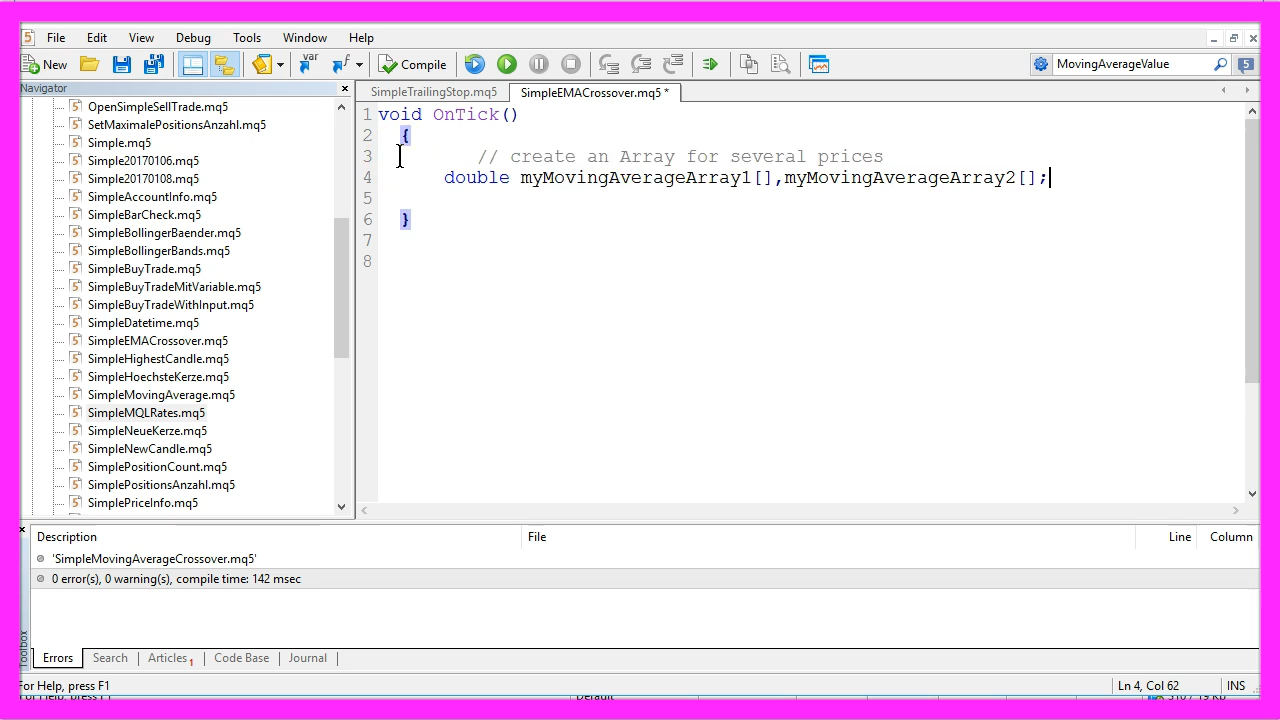 File Edit View Debug Tools Window Help
New Compile MovingAverageValue 5
Navigator
SimpleTrailingStop.mq5 SimpleEMACrossover.mq5 *
OpenSimpleSellTrade.mq5
SetMaximalePositionsAnzahl.mq5
Simple.mq5
Simple20170106.mq5
Simple20170108.mq5
SimpleAccountInfo.mq5
SimpleBarCheck.mq5
SimpleBollingerBaender.mq5
SimpleBollingerBands.mq5
SimpleBuyTrade.mq5
SimpleBuyTradeMitVariable.mq5
SimpleBuyTradeWithInput.mq5
SimpleDatetime.mq5
SimpleEMACrossover.mq5
SimpleHighestCandle.mq5
SimpleHoechsteKerze.mq5
SimpleMovingAverage.mq5
SimpleMQLRates.mq5
SimpleNeueKerze.mq5
SimpleNewCandle.mq5
SimplePositionCount.mq5
SimplePositionsAnzahl.mq5
SimplePriceInfo.mq5
1 void OnTick()
2 {
3 // create an Array for several prices
4 double myMovingAverageArray1[],myMovingAverageArray2[];
5
6 }
7
8
Description File Line Column
'SimpleMovingAverageCrossover.mq5'
0 error(s), 0 warning(s), compile time: 142 msec
Toolbox
Errors Search Articles 1 Code Base Journal
For Help, press F1 Ln 4, Col 62 INS